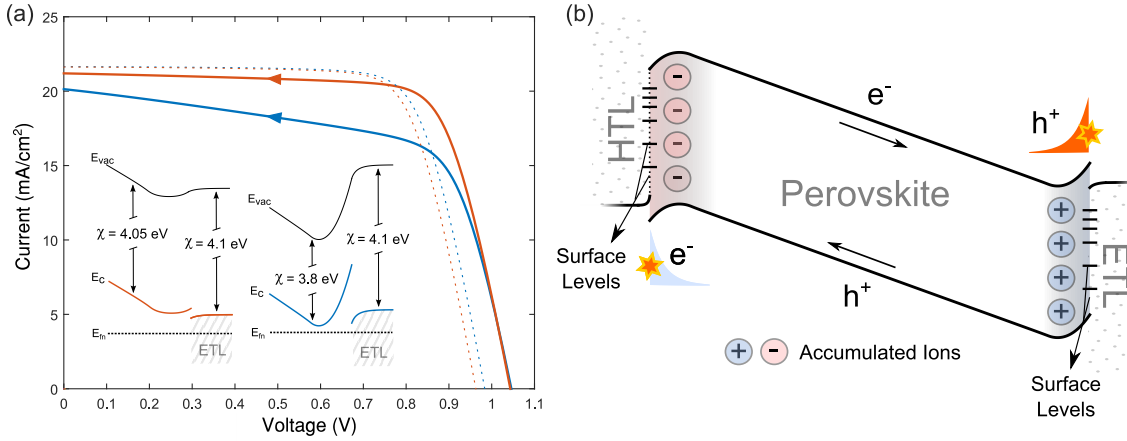 (a)
25
20
15
10
5
0
Current (mA/cm²)
0 0.1 0.2 0.3 0.4 0.5 0.6 0.7 0.8 0.9 1 1.1
Voltage (V)
Evac
χ = 4.05 eV
χ = 4.1 eV
Ec
Efn
ETL
Evac
χ = 3.8 eV
χ = 4.1 eV
Ec
Efn
ETL
(b)
HTL
e-
h+
Perovskite
e-
h+
ETL
Surface
Levels
Accumulated Ions
Surface
Levels